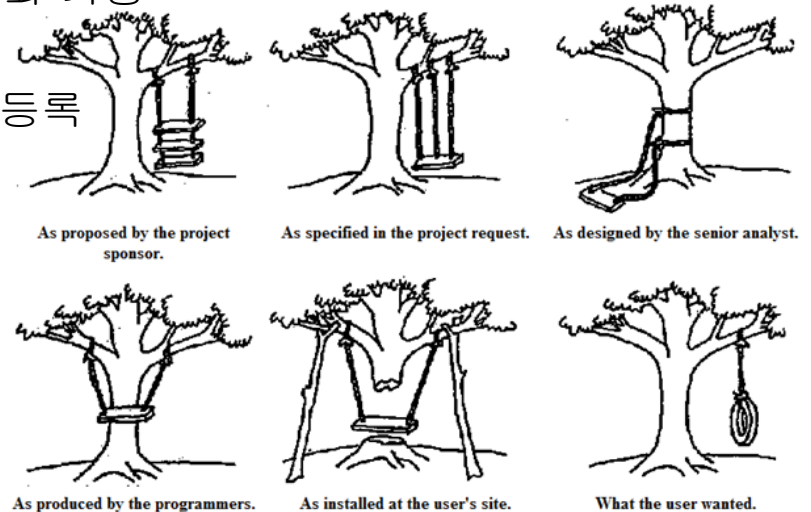 등록
As proposed by the project
sponsor.
As specified in the project request.
As designed by the senior analyst.
As produced by the programmers.
As installed at the user's site.
What the user wanted.